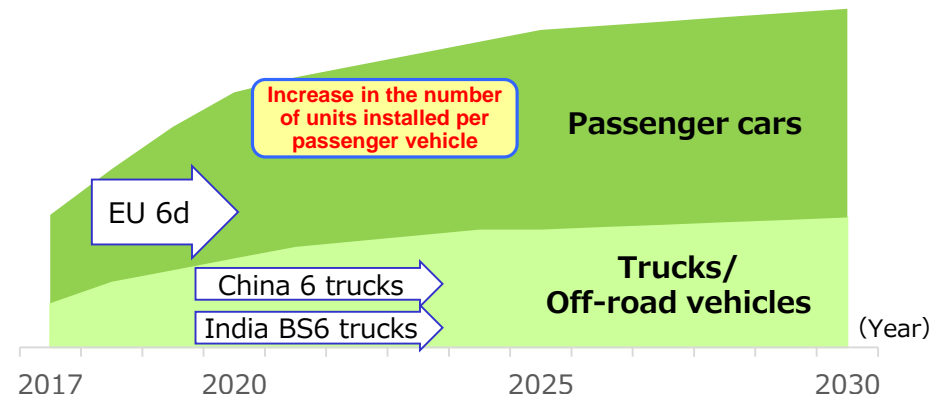 Increase in the number
of units installed per
passenger vehicle
Passenger cars
EU 6d
Trucks/
Off-road vehicles
China 6 trucks
India BS6 trucks
(Year)
2017 2020 2025 2030